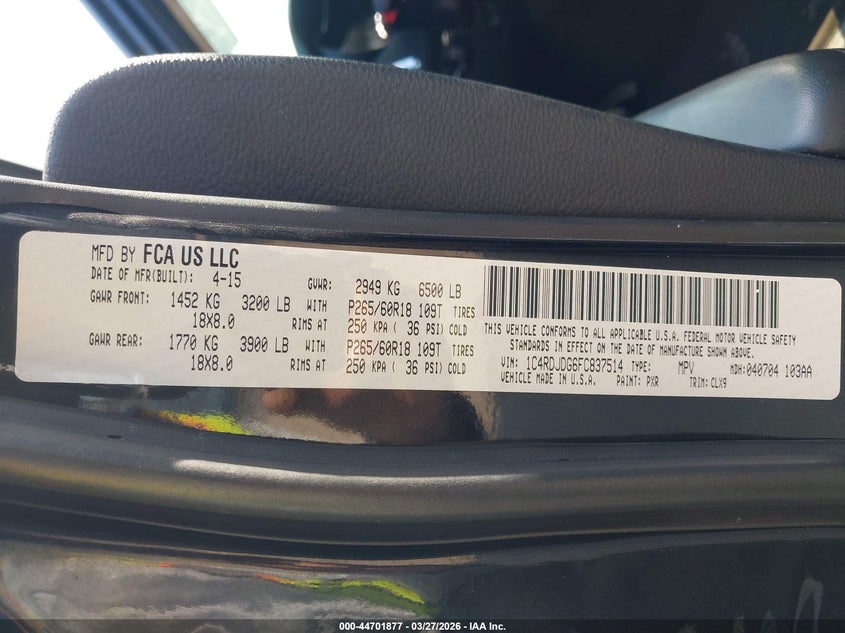 MFD BY FCA US LLC
DATE OF MFR(BUILT): 4-15 GVWR: 2949 KG 6500 LB
GAWR FRONT: 1452 KG 3200 LB WITH P265/60R18 109T TIRES
18X8.0 RIMS AT 250 KPA ( 36 PSI) COLD
GAWR REAR: 1770 KG 3900 LB WITH P265/60R18 109T TIRES
18X8.0 RIMS AT 250 KPA ( 36 PSI) COLD
THIS VEHICLE CONFORMS TO ALL APPLICABLE U.S.A. FEDERAL MOTOR VEHICLE SAFETY
STANDARDS IN EFFECT ON THE DATE OF MANUFACTURE SHOWN ABOVE.
VIN: 1C4RDJDG6FC837514 TYPE: MPV MDH:040704 103AA
VEHICLE MADE IN U.S.A. PAINT: PXR TRIM: CLX9
000-44701877 — 03/27/2026 — IAA Inc.